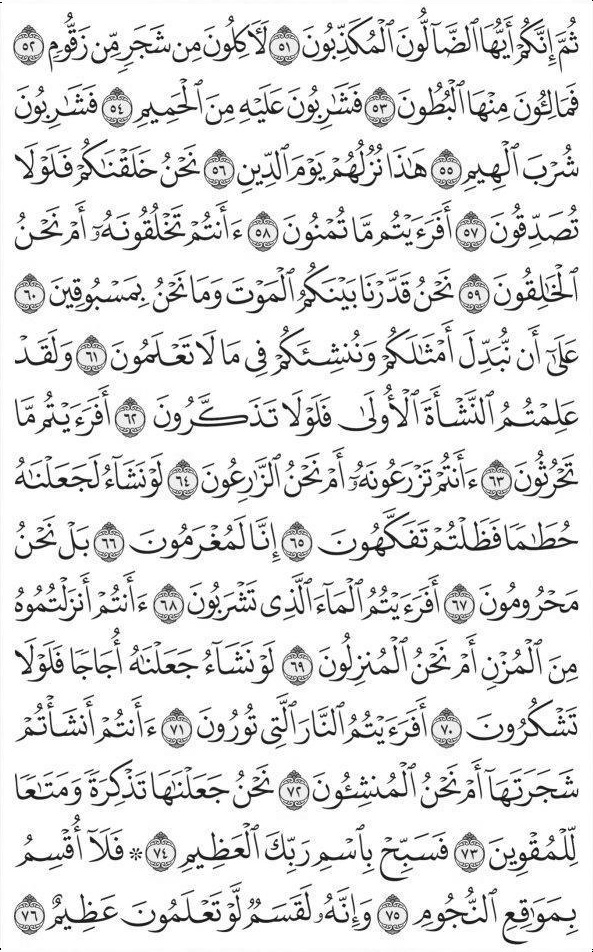 ثُمَّ إِنَّكُمْ أَيُّهَا ٱلضَّآلُّونَ ٱلْمُكَذِّبُونَ ٥١ لَءَاكِلُونَ مِن شَجَرٍ مِّن زَقُّومٍ ٥٢
فَمَالِـُٔونَ مِنْهَا ٱلْبُطُونَ ٥٣ فَشَٰرِبُونَ عَلَيْهِ مِنَ ٱلْحَمِيمِ ٥٤ فَشَٰرِبُونَ
شُرْبَ ٱلْهِيمِ ٥٥ هَٰذَا نُزُلُهُمْ يَوْمَ ٱلدِّينِ ٥٦ نَحْنُ خَلَقْنَٰكُمْ فَلَوْلَا
تُصَدِّقُونَ ٥٧ أَفَرَءَيْتُم مَّا تُمْنُونَ ٥٨ ءَأَنتُمْ تَخْلُقُونَهُۥٓ أَمْ نَحْنُ
ٱلْخَٰلِقُونَ ٥٩ نَحْنُ قَدَّرْنَا بَيْنَكُمُ ٱلْمَوْتَ وَمَا نَحْنُ بِمَسْبُوقِينَ ٦٠
عَلَىٰٓ أَن نُّبَدِّلَ أَمْثَٰلَكُمْ وَنُنشِئَكُمْ فِى مَا لَا تَعْلَمُونَ ٦١ وَلَقَدْ
عَلِمْتُمُ ٱلنَّشْأَةَ ٱلْأُولَىٰ فَلَوْلَا تَذَكَّرُونَ ٦٢ أَفَرَءَيْتُم مَّا
تَحْرُثُونَ ٦٣ ءَأَنتُمْ تَزْرَعُونَهُۥٓ أَمْ نَحْنُ ٱلزَّٰرِعُونَ ٦٤ لَوْ نَشَآءُ لَجَعَلْنَٰهُ
حُطَٰمًا فَظَلْتُمْ تَفَكَّهُونَ ٦٥ إِنَّا لَمُغْرَمُونَ ٦٦ بَلْ نَحْنُ
مَحْرُومُونَ ٦٧ أَفَرَءَيْتُمُ ٱلْمَآءَ ٱلَّذِى تَشْرَبُونَ ٦٨ ءَأَنتُمْ أَنزَلْتُمُوهُ
مِنَ ٱلْمُزْنِ أَمْ نَحْنُ ٱلْمُنزِلُونَ ٦٩ لَوْ نَشَآءُ جَعَلْنَٰهُ أُجَاجًا فَلَوْلَا
تَشْكُرُونَ ٧٠ أَفَرَءَيْتُمُ ٱلنَّارَ ٱلَّتِى تُورُونَ ٧١ ءَأَنتُمْ أَنشَأْتُمْ
شَجَرَتَهَآ أَمْ نَحْنُ ٱلْمُنشِـُٔونَ ٧٢ نَحْنُ جَعَلْنَٰهَا تَذْكِرَةً وَمَتَٰعًا
لِّلْمُقْوِينَ ٧٣ فَسَبِّحْ بِٱسْمِ رَبِّكَ ٱلْعَظِيمِ ٧٤ * فَلَآ أُقْسِمُ
بِمَوَٰقِعِ ٱلنُّجُومِ ٧٥ وَإِنَّهُۥ لَقَسَمٌ لَّوْ تَعْلَمُونَ عَظِيمٌ ٧٦